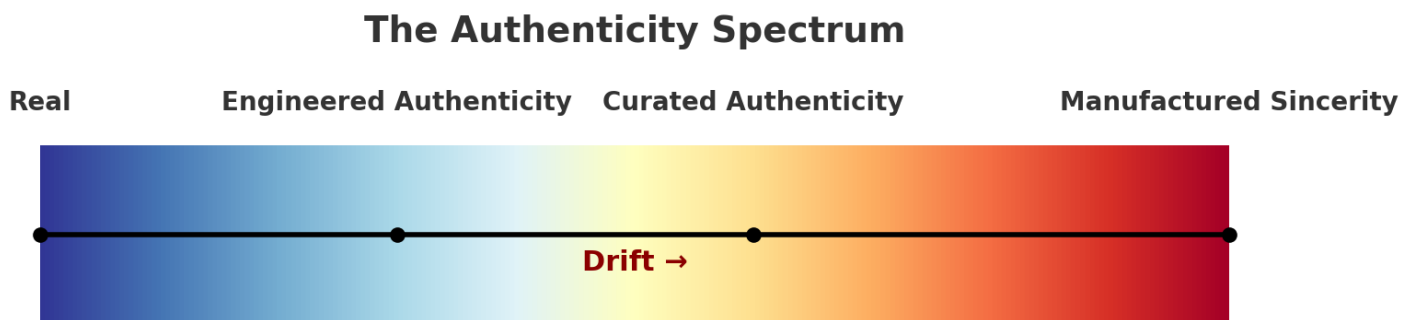 The Authenticity Spectrum
Real Engineered Authenticity Curated Authenticity Manufactured Sincerity
Drift →